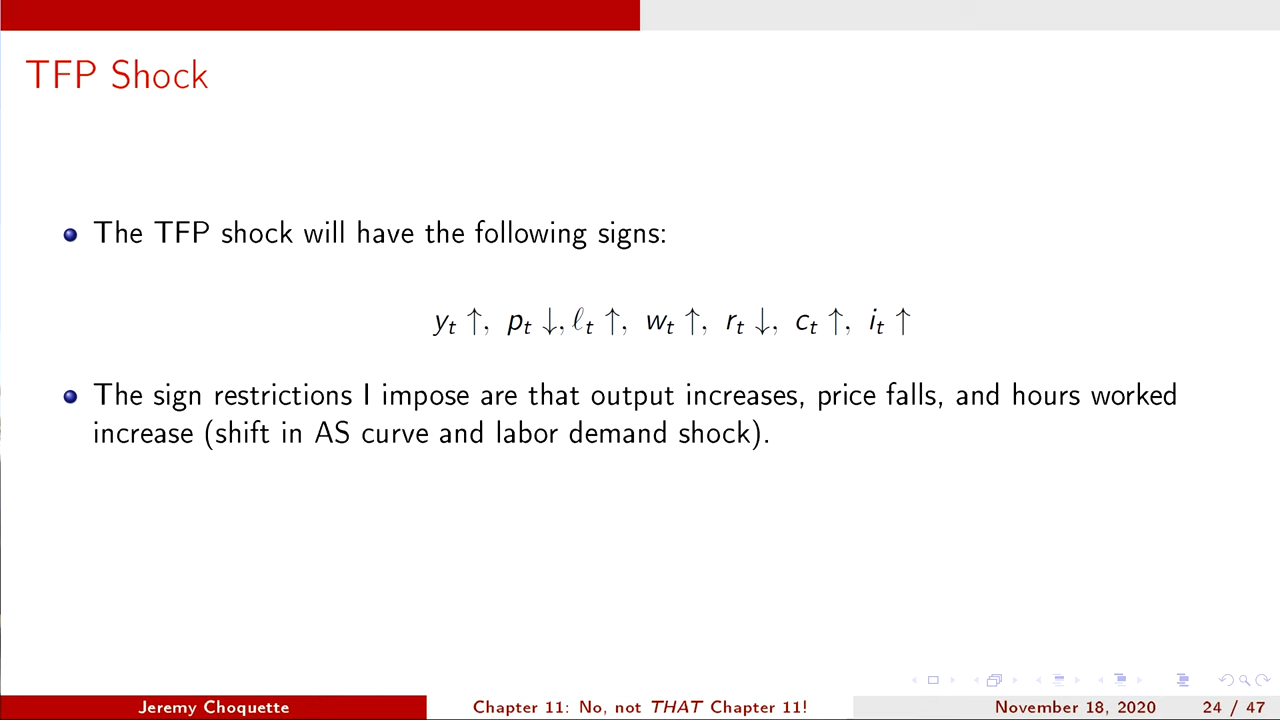 TFP Shock
The TFP shock will have the following signs:
yₜ ↑, pₜ ↓, ℓₜ ↑, wₜ ↑, rₜ ↓, cₜ ↑, iₜ ↑
The sign restrictions I impose are that output increases, price falls, and hours worked
increase (shift in AS curve and labor demand shock).
Jeremy Choquette
Chapter 11: No, not THAT Chapter 11!
November 18, 2020
24 / 47